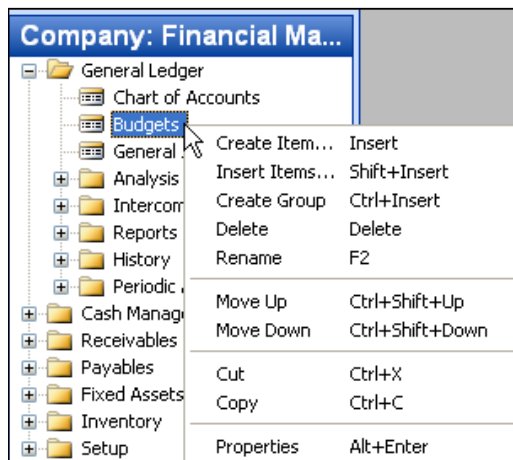 Company: Financial Ma...
General Ledger
Chart of Accounts
Budgets
General
Analysis
Intercom
Reports
History
Periodic
Cash Manag
Receivables
Payables
Fixed Assets
Inventory
Setup
Create Item... Insert
Insert Items... Shift+Insert
Create Group Ctrl+Insert
Delete Delete
Rename F2
Move Up Ctrl+Shift+Up
Move Down Ctrl+Shift+Down
Cut Ctrl+X
Copy Ctrl+C
Properties Alt+Enter